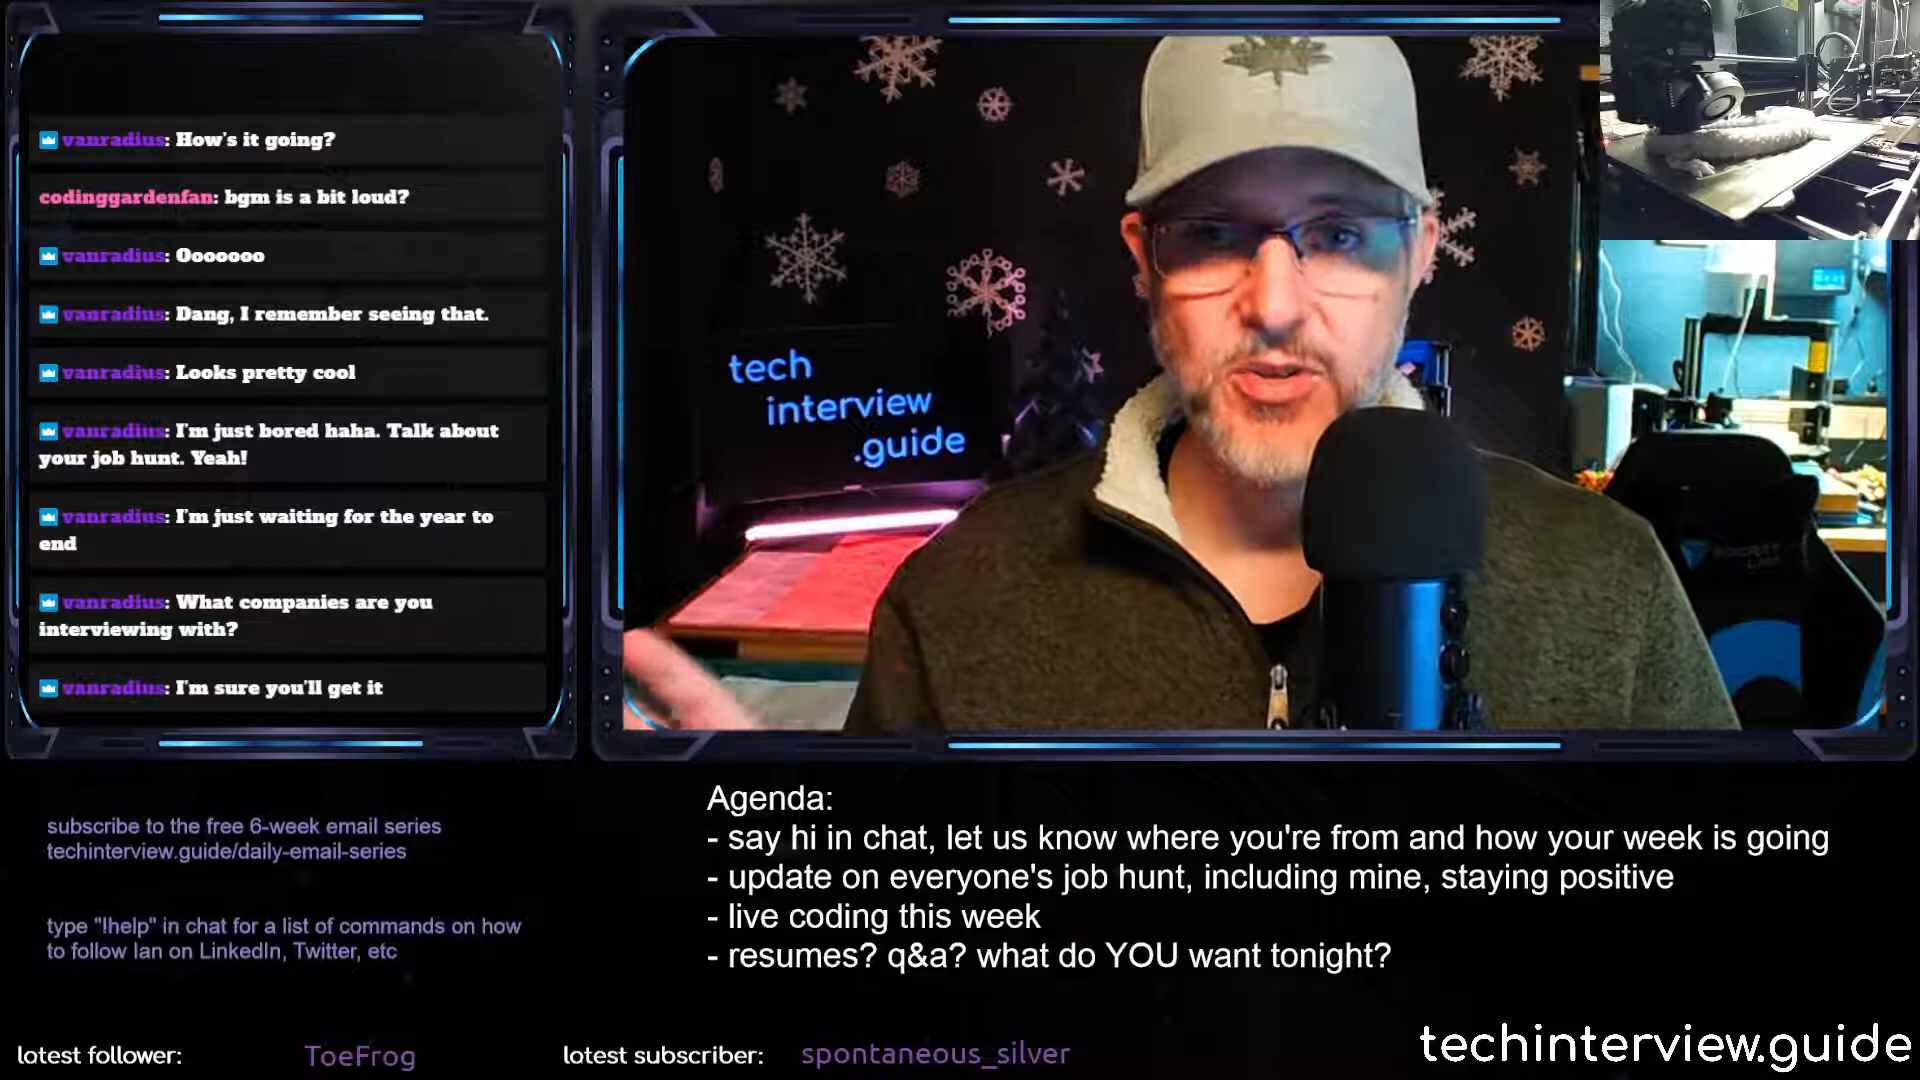 vanradius: How's it going?
codinggardenfan: bgm is a bit loud?
vanradius: Ooooooo
vanradius: Dang, I remember seeing that.
vanradius: Looks pretty cool
vanradius: I'm just bored haha. Talk about
your job hunt. Yeah!
vanradius: I'm just waiting for the year to
end
vanradius: What companies are you
interviewing with?
vanradius: I'm sure you'll get it
tech
interview
.guide
subscribe to the free 6-week email series
techinterview.guide/daily-email-series
type "!help" in chat for a list of commands on how
to follow Ian on LinkedIn, Twitter, etc
Agenda:
- say hi in chat, let us know where you're from and how your week is going
- update on everyone's job hunt, including mine, staying positive
- live coding this week
- resumes? q&a? what do YOU want tonight?
latest follower: ToeFrog
latest subscriber: spontaneous_silver
techinterview.guide